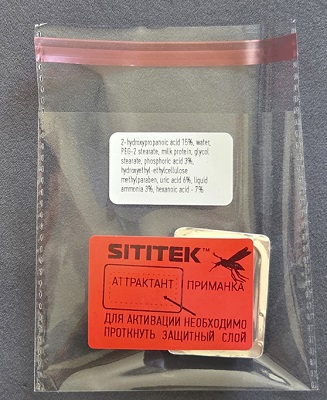 2-hydroxypropanoic acid 15%, water,
PEG-2 stearate, milk protein, glycol
stearate, phosphoric acid 3%,
hydroxyethyl-ethylcellulose
methylparaben, uric acid 6%, liquid
ammonia 3%, hexanoic acid - 7%
SITITEK™
АТТРАКТАНТ ПРИМАНКА
ДЛЯ АКТИВАЦИИ НЕОБХОДИМО
ПРОТКНУТЬ ЗАЩИТНЫЙ СЛОЙ